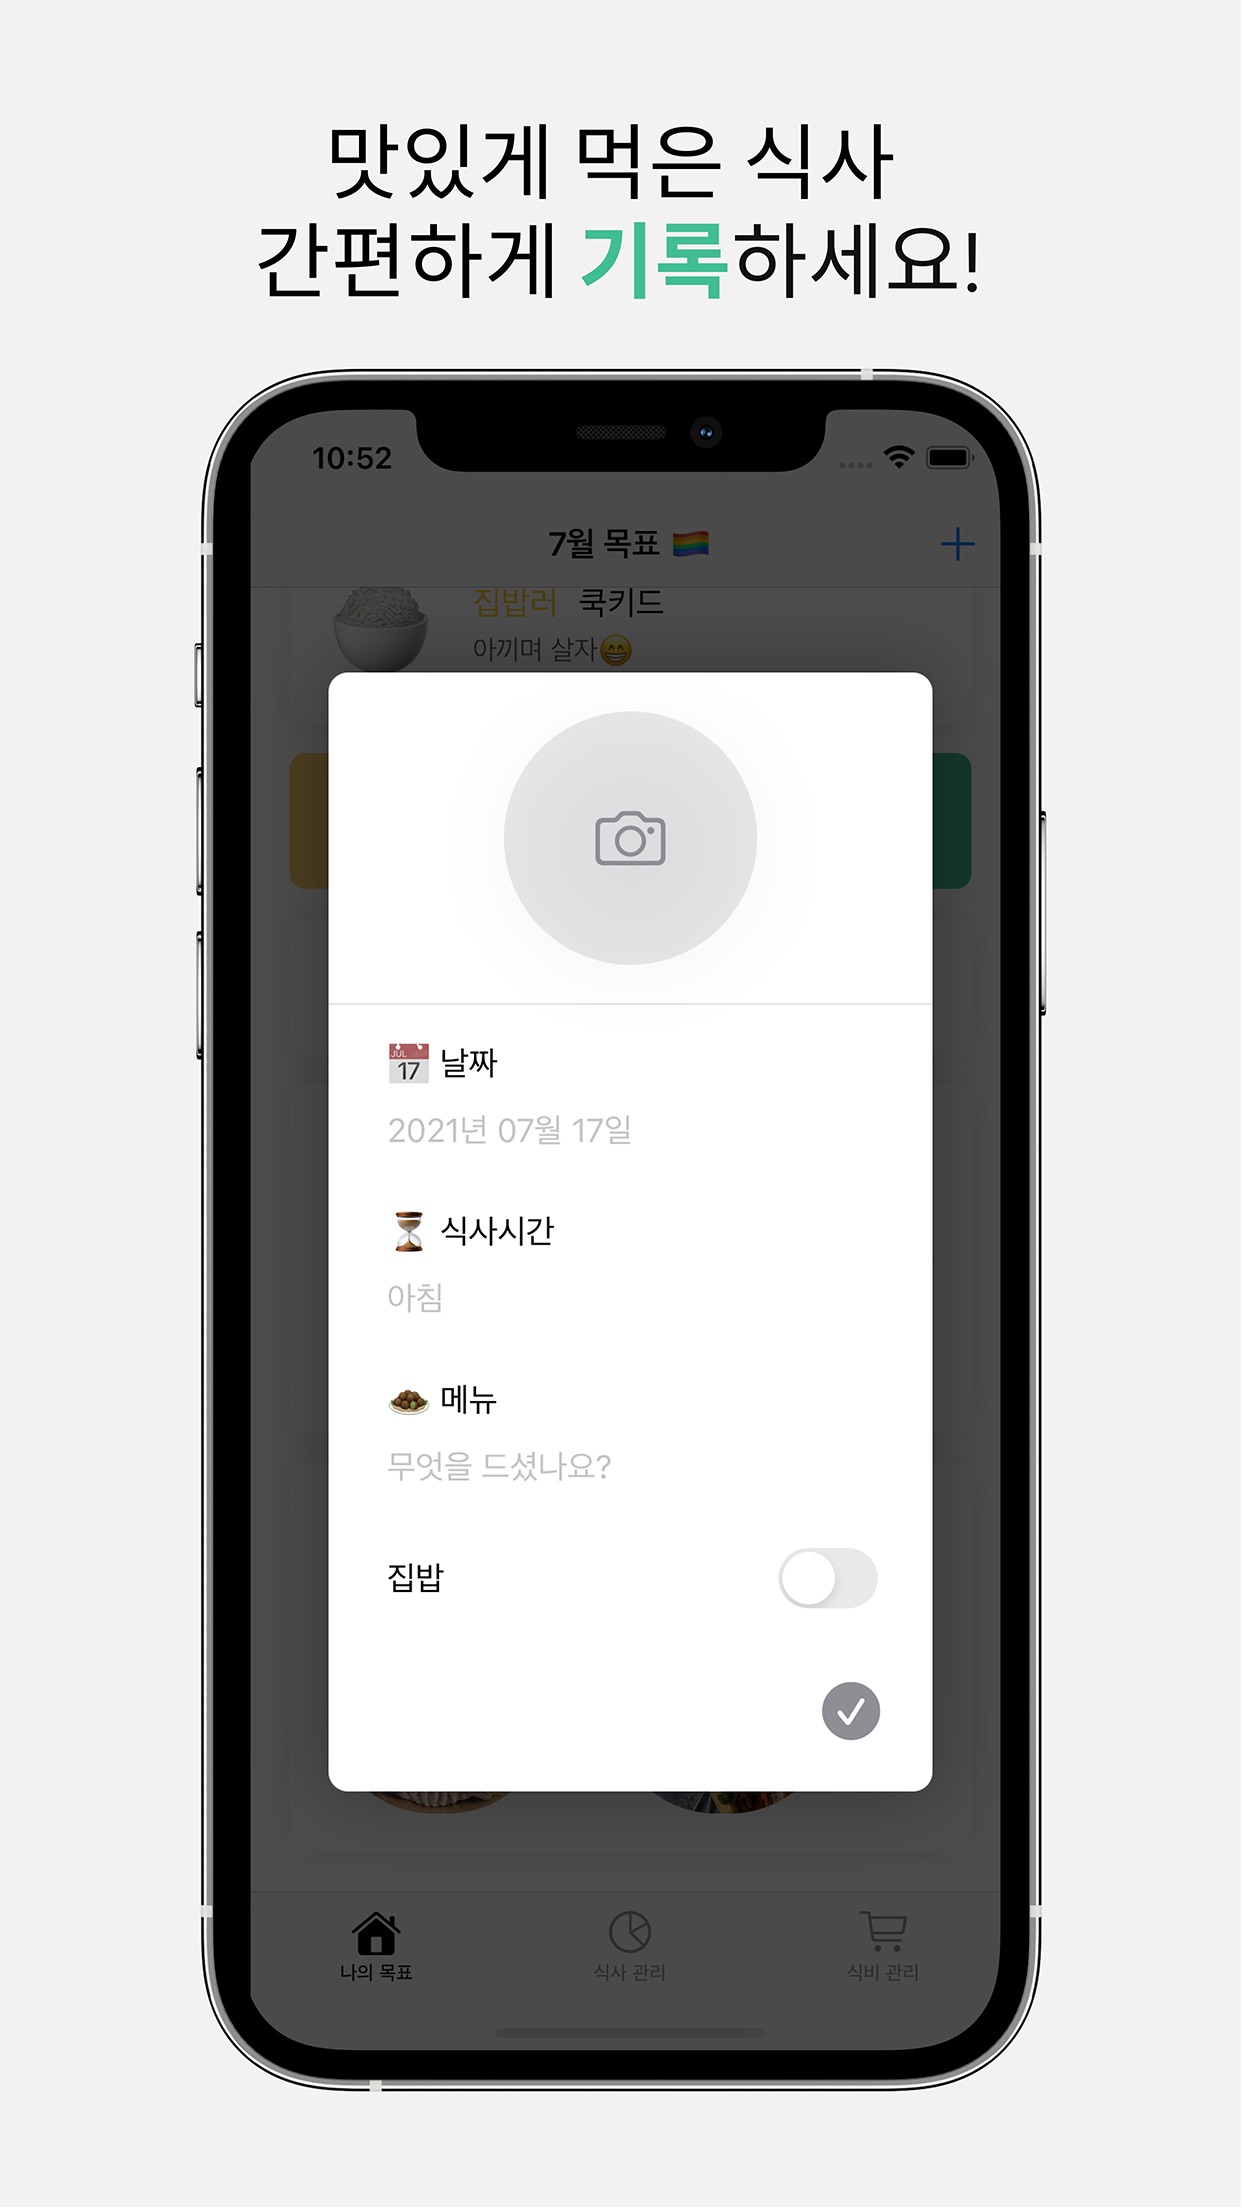 맛있게 먹은 식사
간편하게 기록하세요!
10:52
7월 목표 🏳️‍🌈
집밥러 쿡키드
아끼며 살자😁
JUL
17
날짜
2021년 07월 17일
식사시간
아침
메뉴
무엇을 드셨나요?
집밥
나의 목표
식사 관리
식비 관리